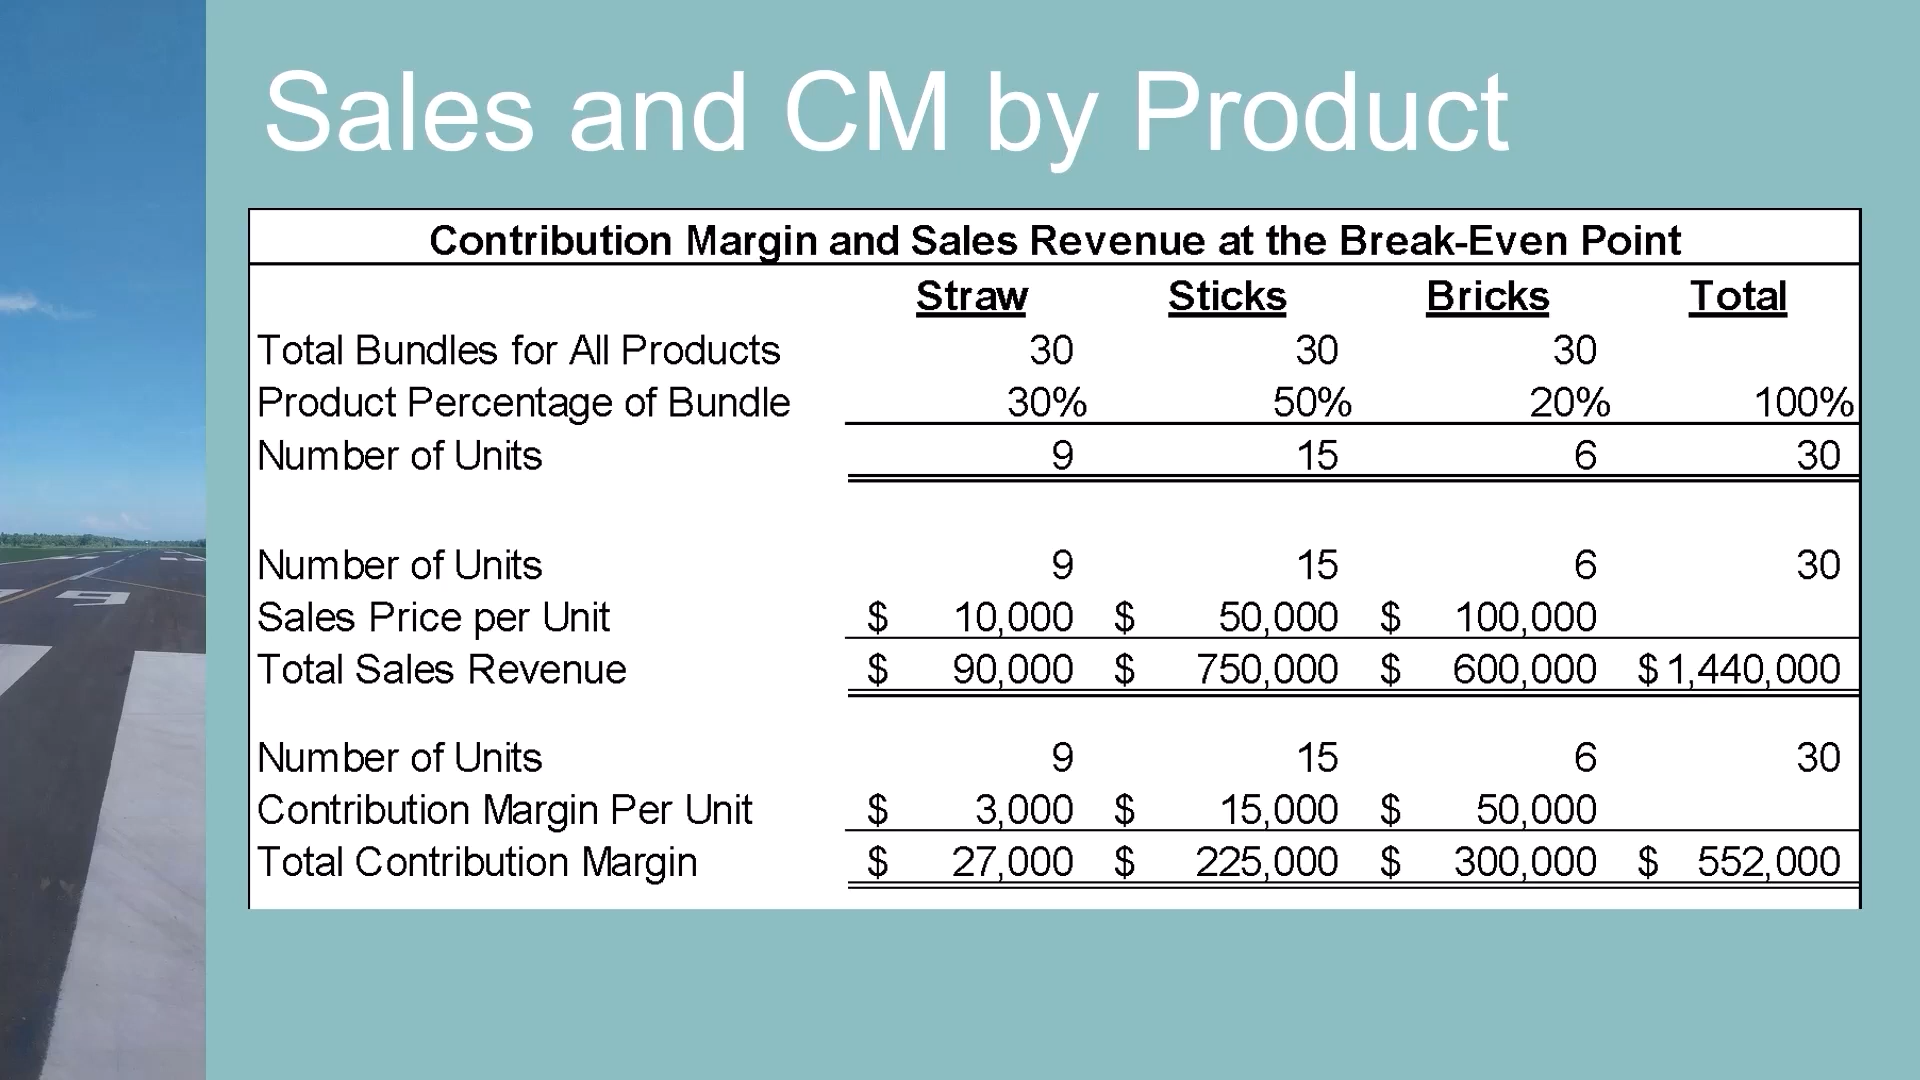 Sales and CM by Product
Contribution Margin and Sales Revenue at the Break-Even Point
Straw Sticks Bricks Total
Total Bundles for All Products 30 30 30
Product Percentage of Bundle 30% 50% 20% 100%
Number of Units 9 15 6 30
Number of Units 9 15 6 30
Sales Price per Unit $ 10,000 $ 50,000 $ 100,000
Total Sales Revenue $ 90,000 $ 750,000 $ 600,000 $ 1,440,000
Number of Units 9 15 6 30
Contribution Margin Per Unit $ 3,000 $ 15,000 $ 50,000
Total Contribution Margin $ 27,000 $ 225,000 $ 300,000 $ 552,000